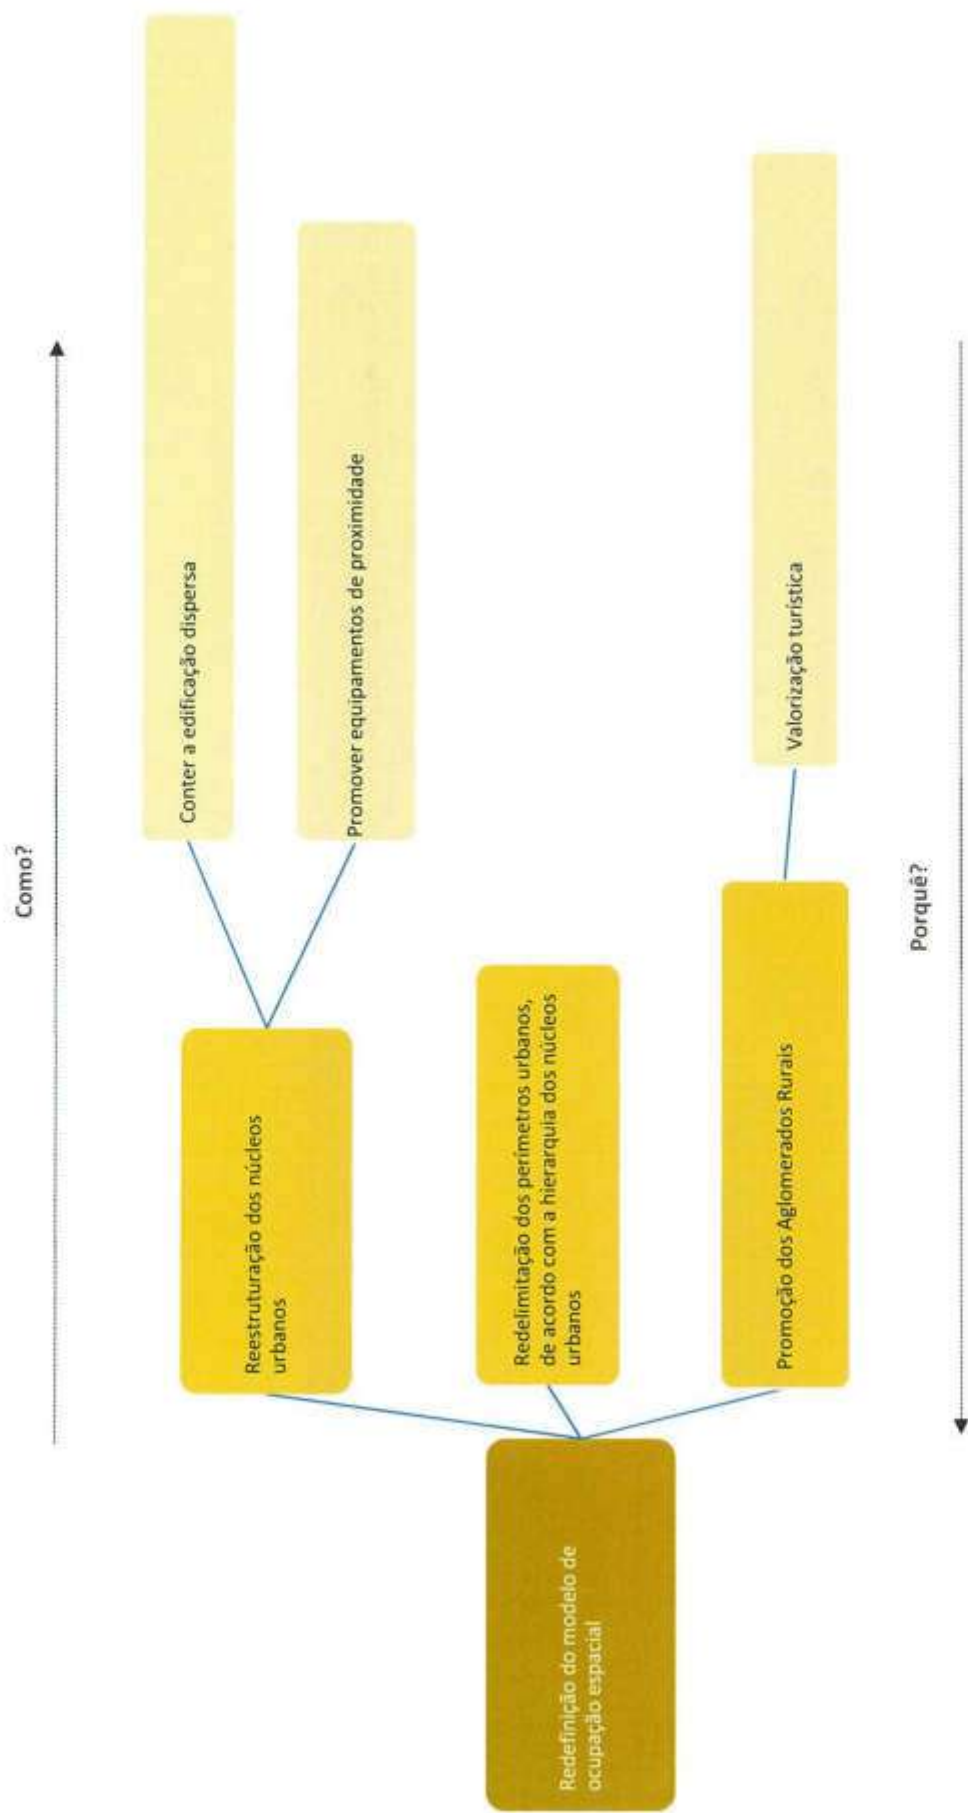 Como?
Conter a edificação dispersa
Reestruturação dos núcleos
urbanos
Promover equipamentos de proximidade
Redelimitação dos perímetros urbanos,
de acordo com a hierarquia dos núcleos
urbanos
Redefinição do modelo de
ocupação espacial
Valorização turística
Promoção dos Aglomerados Rurais
Porquê?